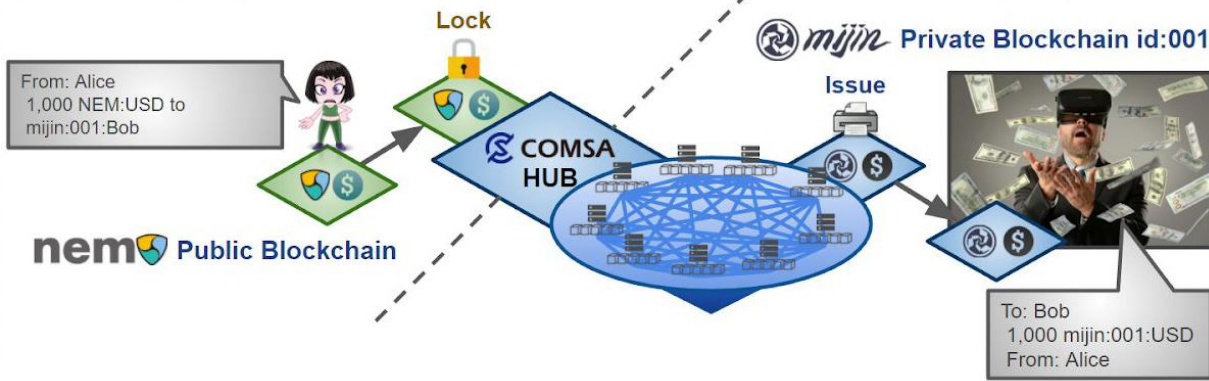 Lock
mijin Private Blockchain id:001
From: Alice
1,000 NEM:USD to
mijin:001:Bob
Issue
COMSA
HUB
nem Public Blockchain
To: Bob
1,000 mijin:001:USD
From: Alice